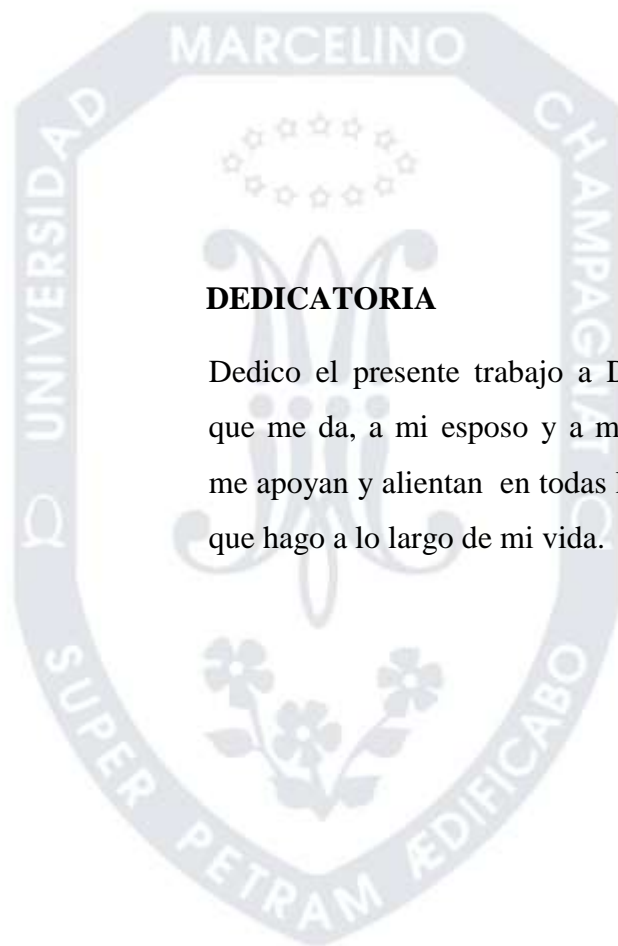 MARCELINO
CHAMPAGNAT
UNIVERSIDAD
DEDICATORIA
Dedico el presente trabajo a
que me da, a mi esposo y a
me apoyan y alientan en todas
que hago a lo largo de mi vida.
SUPER PETRAM ÆDIFICABO